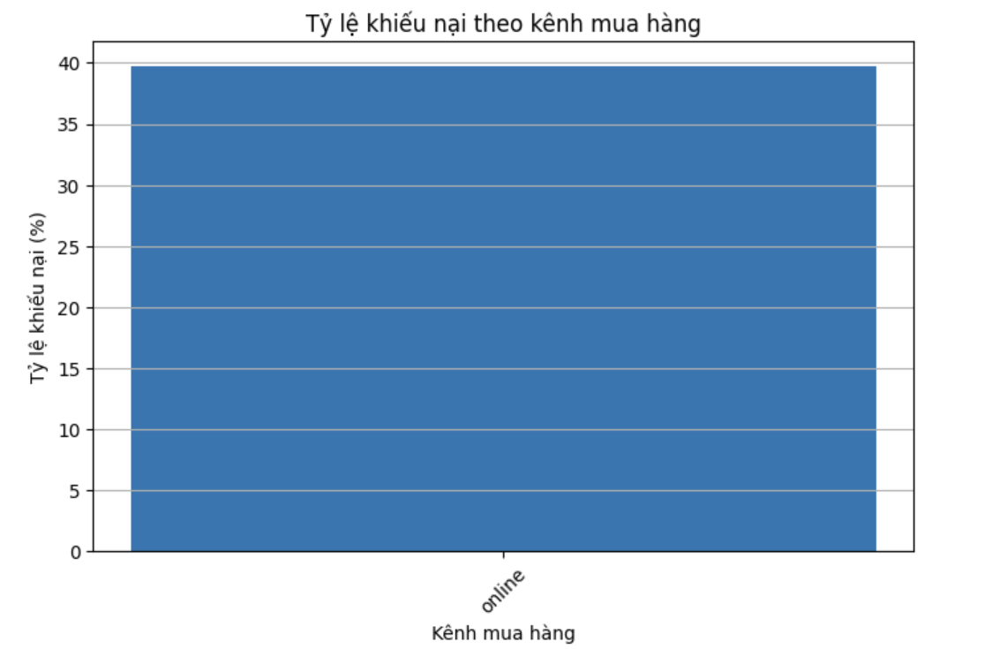 Tỷ lệ khiếu nại theo kênh mua hàng
Tỷ lệ khiếu nại (%)
40
35
30
25
20
15
10
5
0
online
Kênh mua hàng